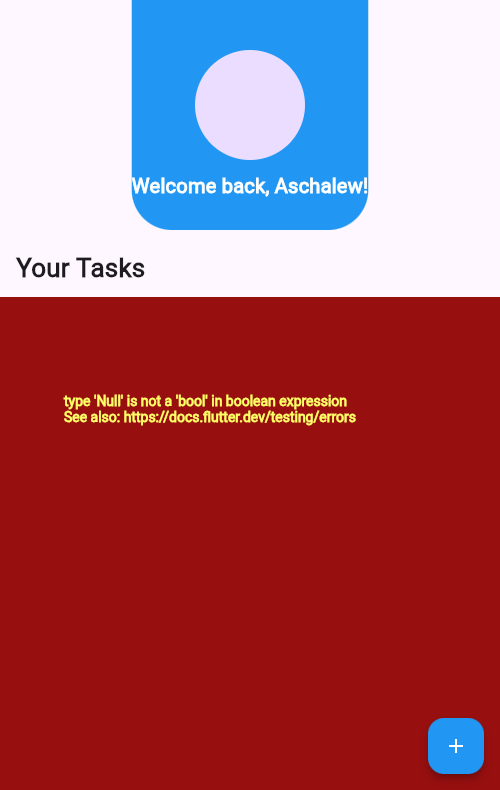 Welcome back, Aschalew!
Your Tasks
type 'Null' is not a 'bool' in boolean expression
See also: https://docs.flutter.dev/testing/errors